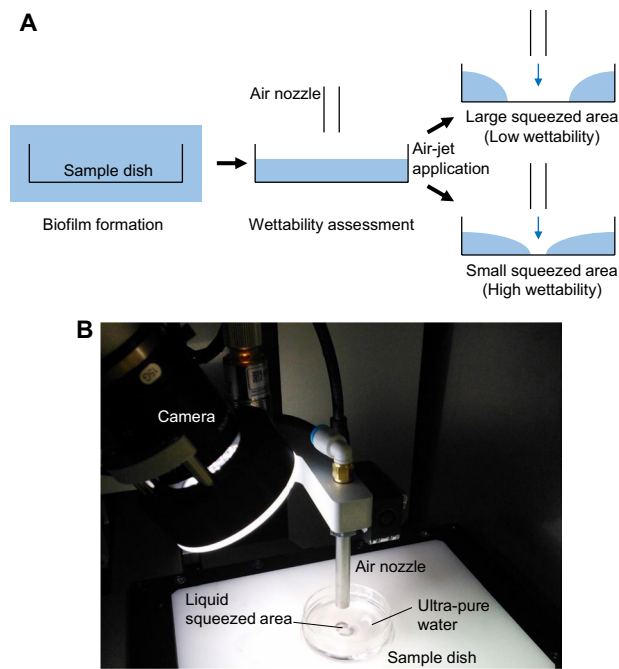 A
Air nozzle
Sample dish
Biofilm formation
Wettability assessment
Air-jet
application
Large squeezed area
(Low wettability)
Small squeezed area
(High wettability)
B
Camera
Air nozzle
Liquid
squeezed area
Ultra-pure
water
Sample dish